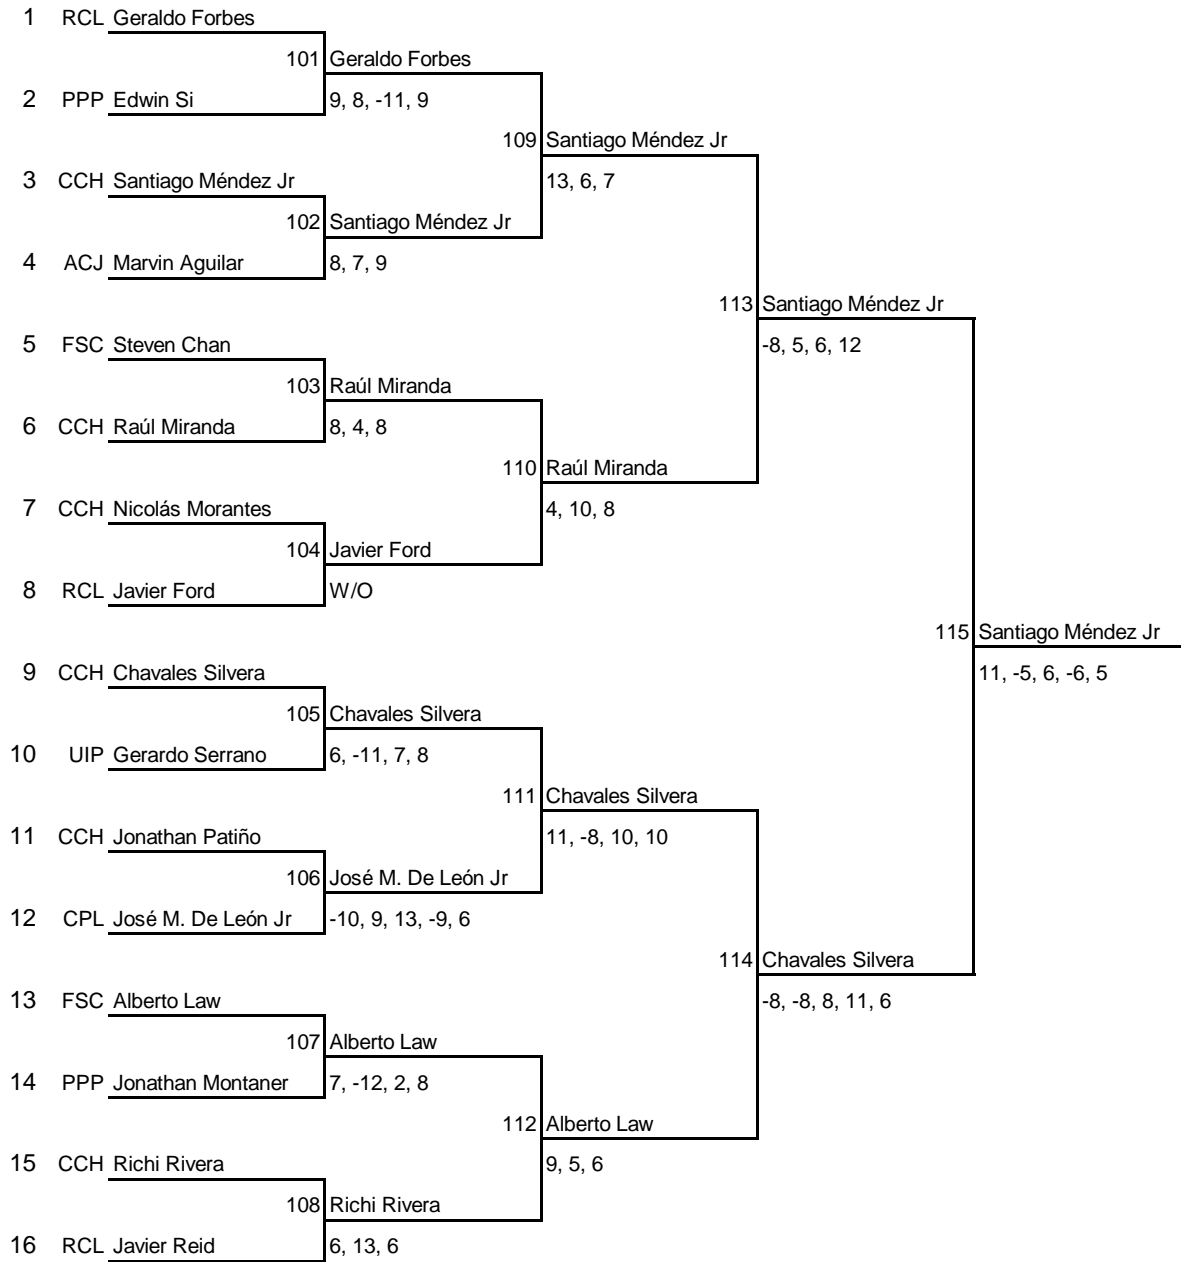 1 RCL Geraldo Forbes
101 Geraldo Forbes
2 PPP Edwin Si 9, 8, -11, 9
109 Santiago Méndez Jr
3 CCH Santiago Méndez Jr 13, 6, 7
102 Santiago Méndez Jr
4 ACJ Marvin Aguilar 8, 7, 9
113 Santiago Méndez Jr
5 FSC Steven Chan -8, 5, 6, 12
103 Raúl Miranda
6 CCH Raúl Miranda 8, 4, 8
110 Raúl Miranda
7 CCH Nicolás Morantes 4, 10, 8
104 Javier Ford
8 RCL Javier Ford W/O
115 Santiago Méndez Jr
9 CCH Chavales Silvera 11, -5, 6, -6, 5
105 Chavales Silvera
10 UIP Gerardo Serrano 6, -11, 7, 8
111 Chavales Silvera
11 CCH Jonathan Patiño 11, -8, 10, 10
106 José M. De León Jr
12 CPL José M. De León Jr -10, 9, 13, -9, 6
114 Chavales Silvera
13 FSC Alberto Law -8, -8, 8, 11, 6
107 Alberto Law
14 PPP Jonathan Montaner 7, -12, 2, 8
112 Alberto Law
15 CCH Richi Rivera 9, 5, 6
108 Richi Rivera
16 RCL Javier Reid 6, 13, 6